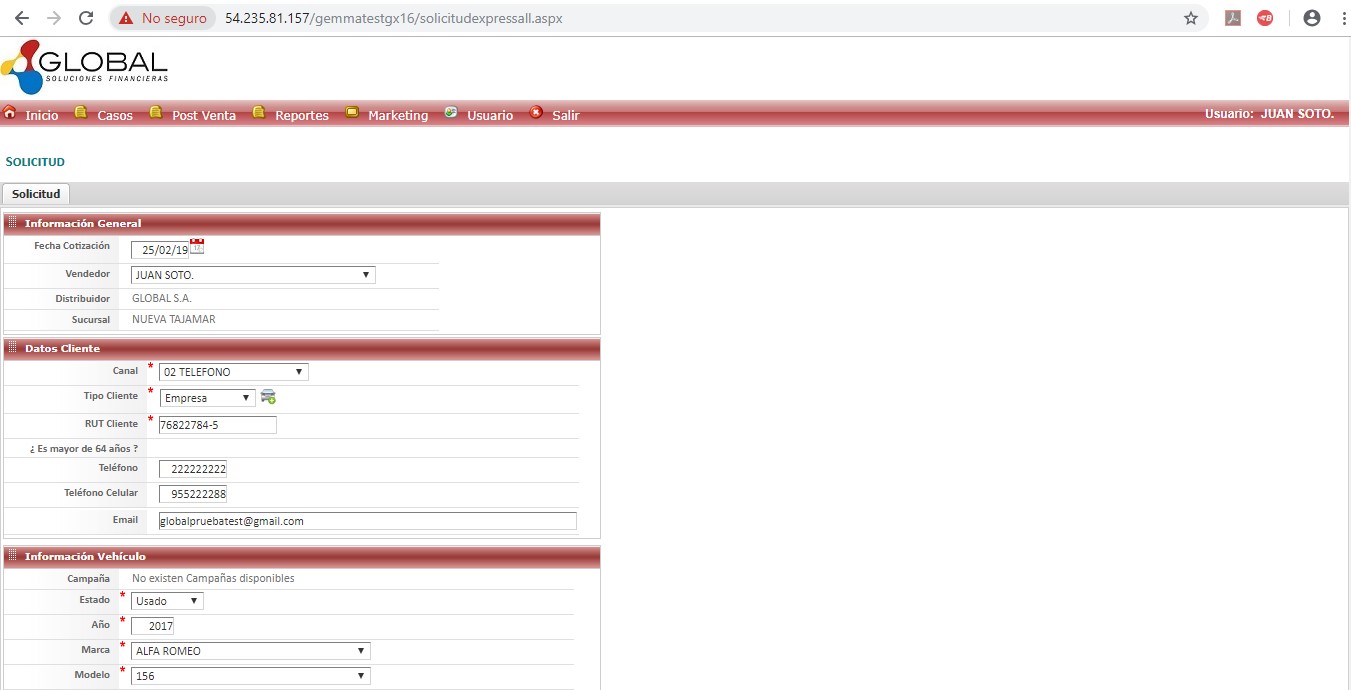 No seguro 54.235.81.157/gemmatestgx16/solicitudexpressall.aspx
GLOBAL
SOLUCIONES FINANCIERAS
Inicio Casos Post Venta Reportes Marketing Usuario Salir Usuario: JUAN SOTO.
SOLICITUD
Solicitud
Información General
Fecha Cotización 25/02/19
Vendedor JUAN SOTO.
Distribuidor GLOBAL S.A.
Sucursal NUEVA TAJAMAR
Datos Cliente
Canal * 02 TELEFONO
Tipo Cliente * Empresa
RUT Cliente * 76822784-5
¿ Es mayor de 64 años ?
Teléfono 222222222
Teléfono Celular 955222288
Email globalpruebatest@gmail.com
Información Vehículo
Campaña No existen Campañas disponibles
Estado * Usado
Año * 2017
Marca * ALFA ROMEO
Modelo * 156